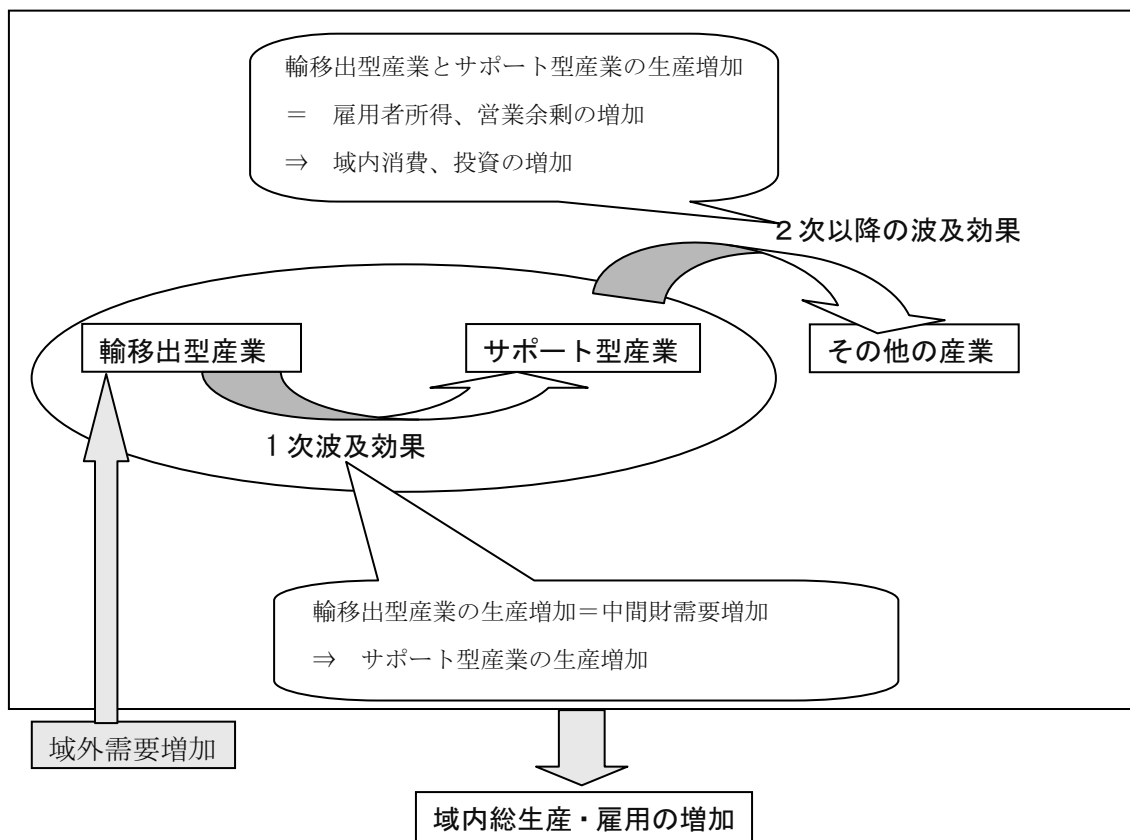 輸移出型産業とサポート型産業の生産増加
＝　雇用者所得、営業余剰の増加
⇒　域内消費、投資の増加
２次以降の波及効果
輸移出型産業
サポート型産業
その他の産業
１次波及効果
輸移出型産業の生産増加＝中間財需要増加
⇒　サポート型産業の生産増加
域外需要増加
域内総生産・雇用の増加